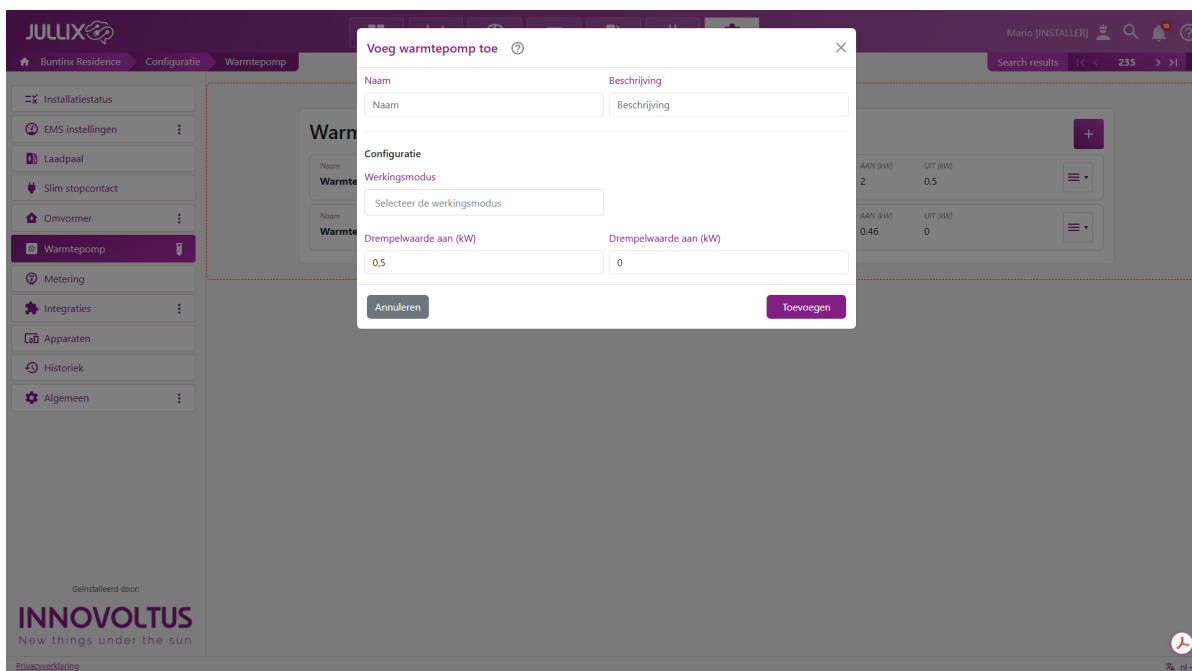 JULLIX
Mario [INSTALLER]
Buntinx Residence
Configuratie
Warmtepomp
Search results
235
Installatiestatus
EMS instellingen
Laadpaal
Slim stopcontact
Omvormer
Warmtepomp
Metering
Integraties
Apparaten
Historiek
Algemeen
Voeg warmtepomp toe
Naam
Beschrijving
Naam
Beschrijving
Configuratie
Werkingsmodus
Selecteer de werkingsmodus
Drempelwaarde aan (kW)
Drempelwaarde aan (kW)
0,5
0
Annuleren
Toevoegen
Warm
+
Naam
AAN (kW)
UIT (kW)
Warmte
2
0.5
Naam
AAN (kW)
UIT (kW)
Warmte
0.46
0
Geïnstalleerd door:
INNOVOLTUS
New things under the sun
Privacyverklaring
nl